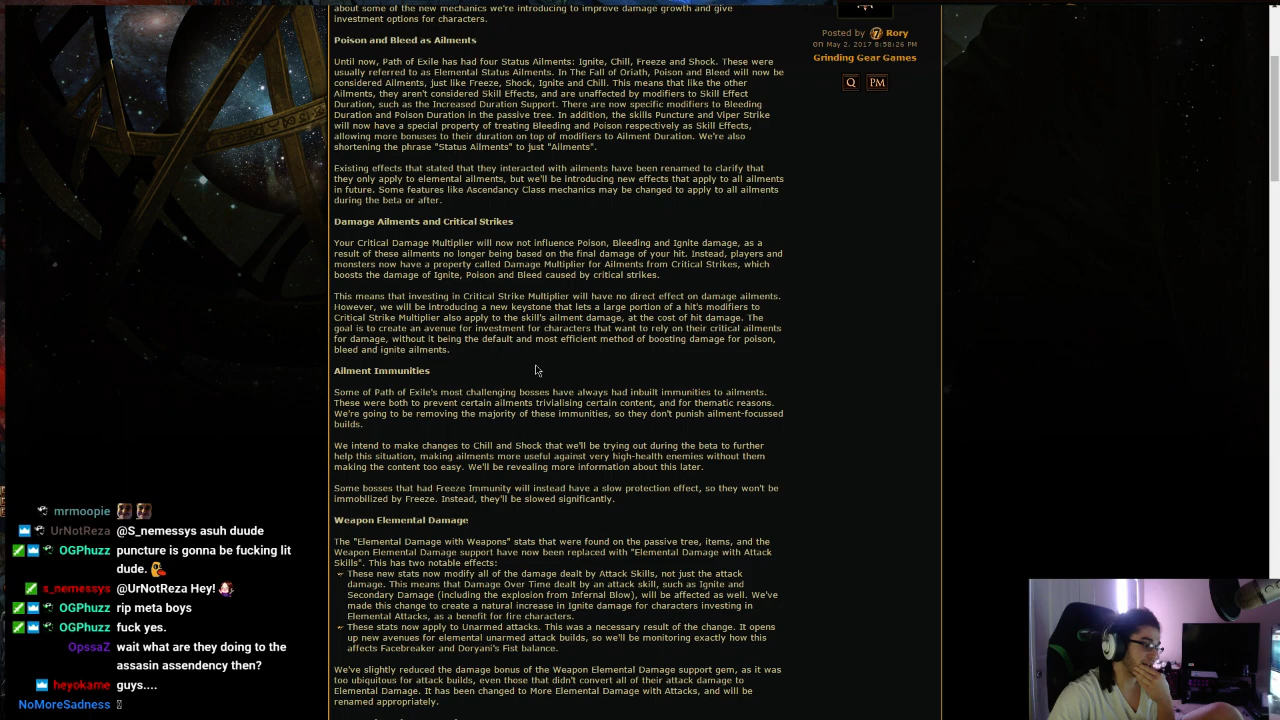 about some of the new mechanics we're introducing to improve damage growth and give
investment options for characters.
Poison and Bleed as Ailments
Until now, Path of Exile has had four Status Ailments: Ignite, Chill, Freeze and Shock. These were
usually referred to as Elemental Status Ailments. In The Fall of Oriath, Poison and Bleed will now be
considered Ailments, just like Freeze, Shock, Ignite and Chill. This means that like the other
Ailments, they aren't considered Skill Effects, and are unaffected by modifiers to Skill Effect
Duration, such as the Increased Duration Support. There are now specific modifiers to Bleeding
Duration and Poison Duration in the passive tree. In addition, the skills Puncture and Viper Strike
will now have a special property of treating Bleeding and Poison respectively as Skill Effects,
allowing more bonuses to their duration on top of modifiers to Ailment Duration. We're also
shortening the phrase "Status Ailments" to just "Ailments".
Existing effects that stated that they interacted with ailments have been renamed to clarify that
they only apply to elemental ailments, but we'll be introducing new effects that apply to all ailments
in future. Some features like Ascendancy Class mechanics may be changed to apply to all ailments
during the beta or after.
Damage Ailments and Critical Strikes
Your Critical Damage Multiplier will now not influence Poison, Bleeding and Ignite damage, as a
result of these ailments no longer being based on the final damage of your hit. Instead, players and
monsters now have a property called Damage Multiplier for Ailments from Critical Strikes, which
boosts the damage of Ignite, Poison and Bleed caused by critical strikes.
This means that investing in Critical Strike Multiplier will have no direct effect on damage ailments.
However, we will be introducing a new keystone that lets a large portion of a hit's modifiers to
Critical Strike Multiplier also apply to the skill's ailment damage, at the cost of hit damage. The
goal is to create an avenue for investment for characters that want to rely on their critical ailments
for damage, without it being the default and most efficient method of boosting damage for poison,
bleed and ignite ailments.
Ailment Immunities
Some of Path of Exile's most challenging bosses have always had inbuilt immunities to ailments.
These were both to prevent certain ailments trivialising certain content, and for thematic reasons.
We're going to be removing the majority of these immunities, so they don't punish ailment-focussed
builds.
We intend to make changes to Chill and Shock that we'll be trying out during the beta to further
help this situation, making ailments more useful against very high-health enemies without them
making the content too easy. We'll be revealing more information about this later.
Some bosses that had Freeze Immunity will instead have a slow protection effect, so they won't be
immobilized by Freeze. Instead, they'll be slowed significantly.
Weapon Elemental Damage
The "Elemental Damage with Weapons" stats that were found on the passive tree, items, and the
Weapon Elemental Damage support have now been replaced with "Elemental Damage with Attack
Skills". This has two notable effects:
These new stats now modify all of the damage dealt by Attack Skills, not just the attack
damage. This means that Damage Over Time dealt by an attack skill, such as Ignite and
Secondary Damage (including the explosion from Infernal Blow), will be affected as well. We've
made this change to create a natural increase in Ignite damage for characters investing in
Elemental Attacks, as a benefit for fire characters.
These stats now apply to Unarmed attacks. This was a necessary result of the change. It opens
up new avenues for elemental unarmed attack builds, so we'll be monitoring exactly how this
affects Facebreaker and Doryani's Fist balance.
We've slightly reduced the damage bonus of the Weapon Elemental Damage support gem, as it was
too ubiquitous for attack builds, even those that didn't convert all of their attack damage to
Elemental Damage. It has been changed to More Elemental Damage with Attacks, and will be
renamed appropriately.
Posted by Rory
on May 2, 2017 8:58:26 PM
Grinding Gear Games
Q PM
mrmoopie
UrNotReza @S_nemessys asuh duude
OGPhuzz puncture is gonna be fucking lit
dude.
s_nemessys @UrNotReza Hey!
OGPhuzz rip meta boys
OGPhuzz fuck yes.
OpssaZ wait what are they doing to the
assasin assendency then?
heyokame guys....
NoMoreSadness